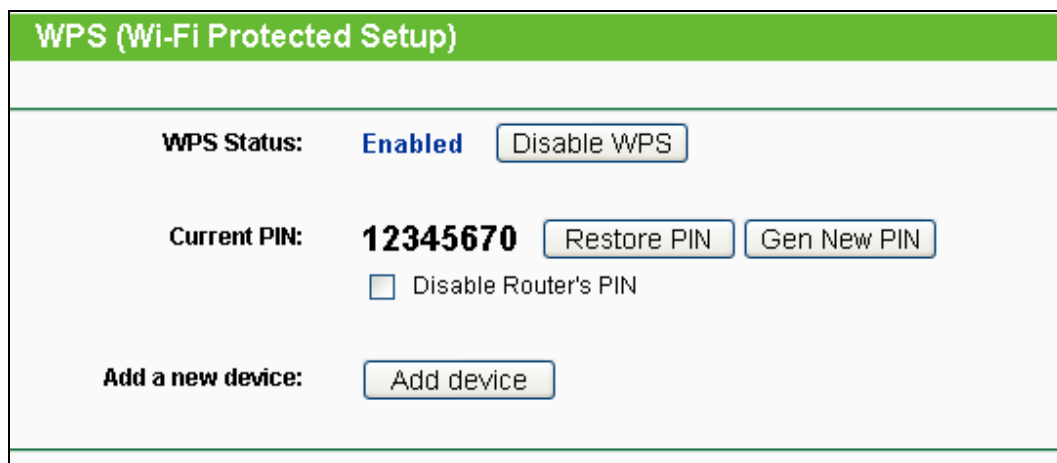 WPS (Wi-Fi Protected Setup)
WPS Status: Enabled Disable WPS
Current PIN: 12345670 Restore PIN Gen New PIN
Disable Router's PIN
Add a new device: Add device